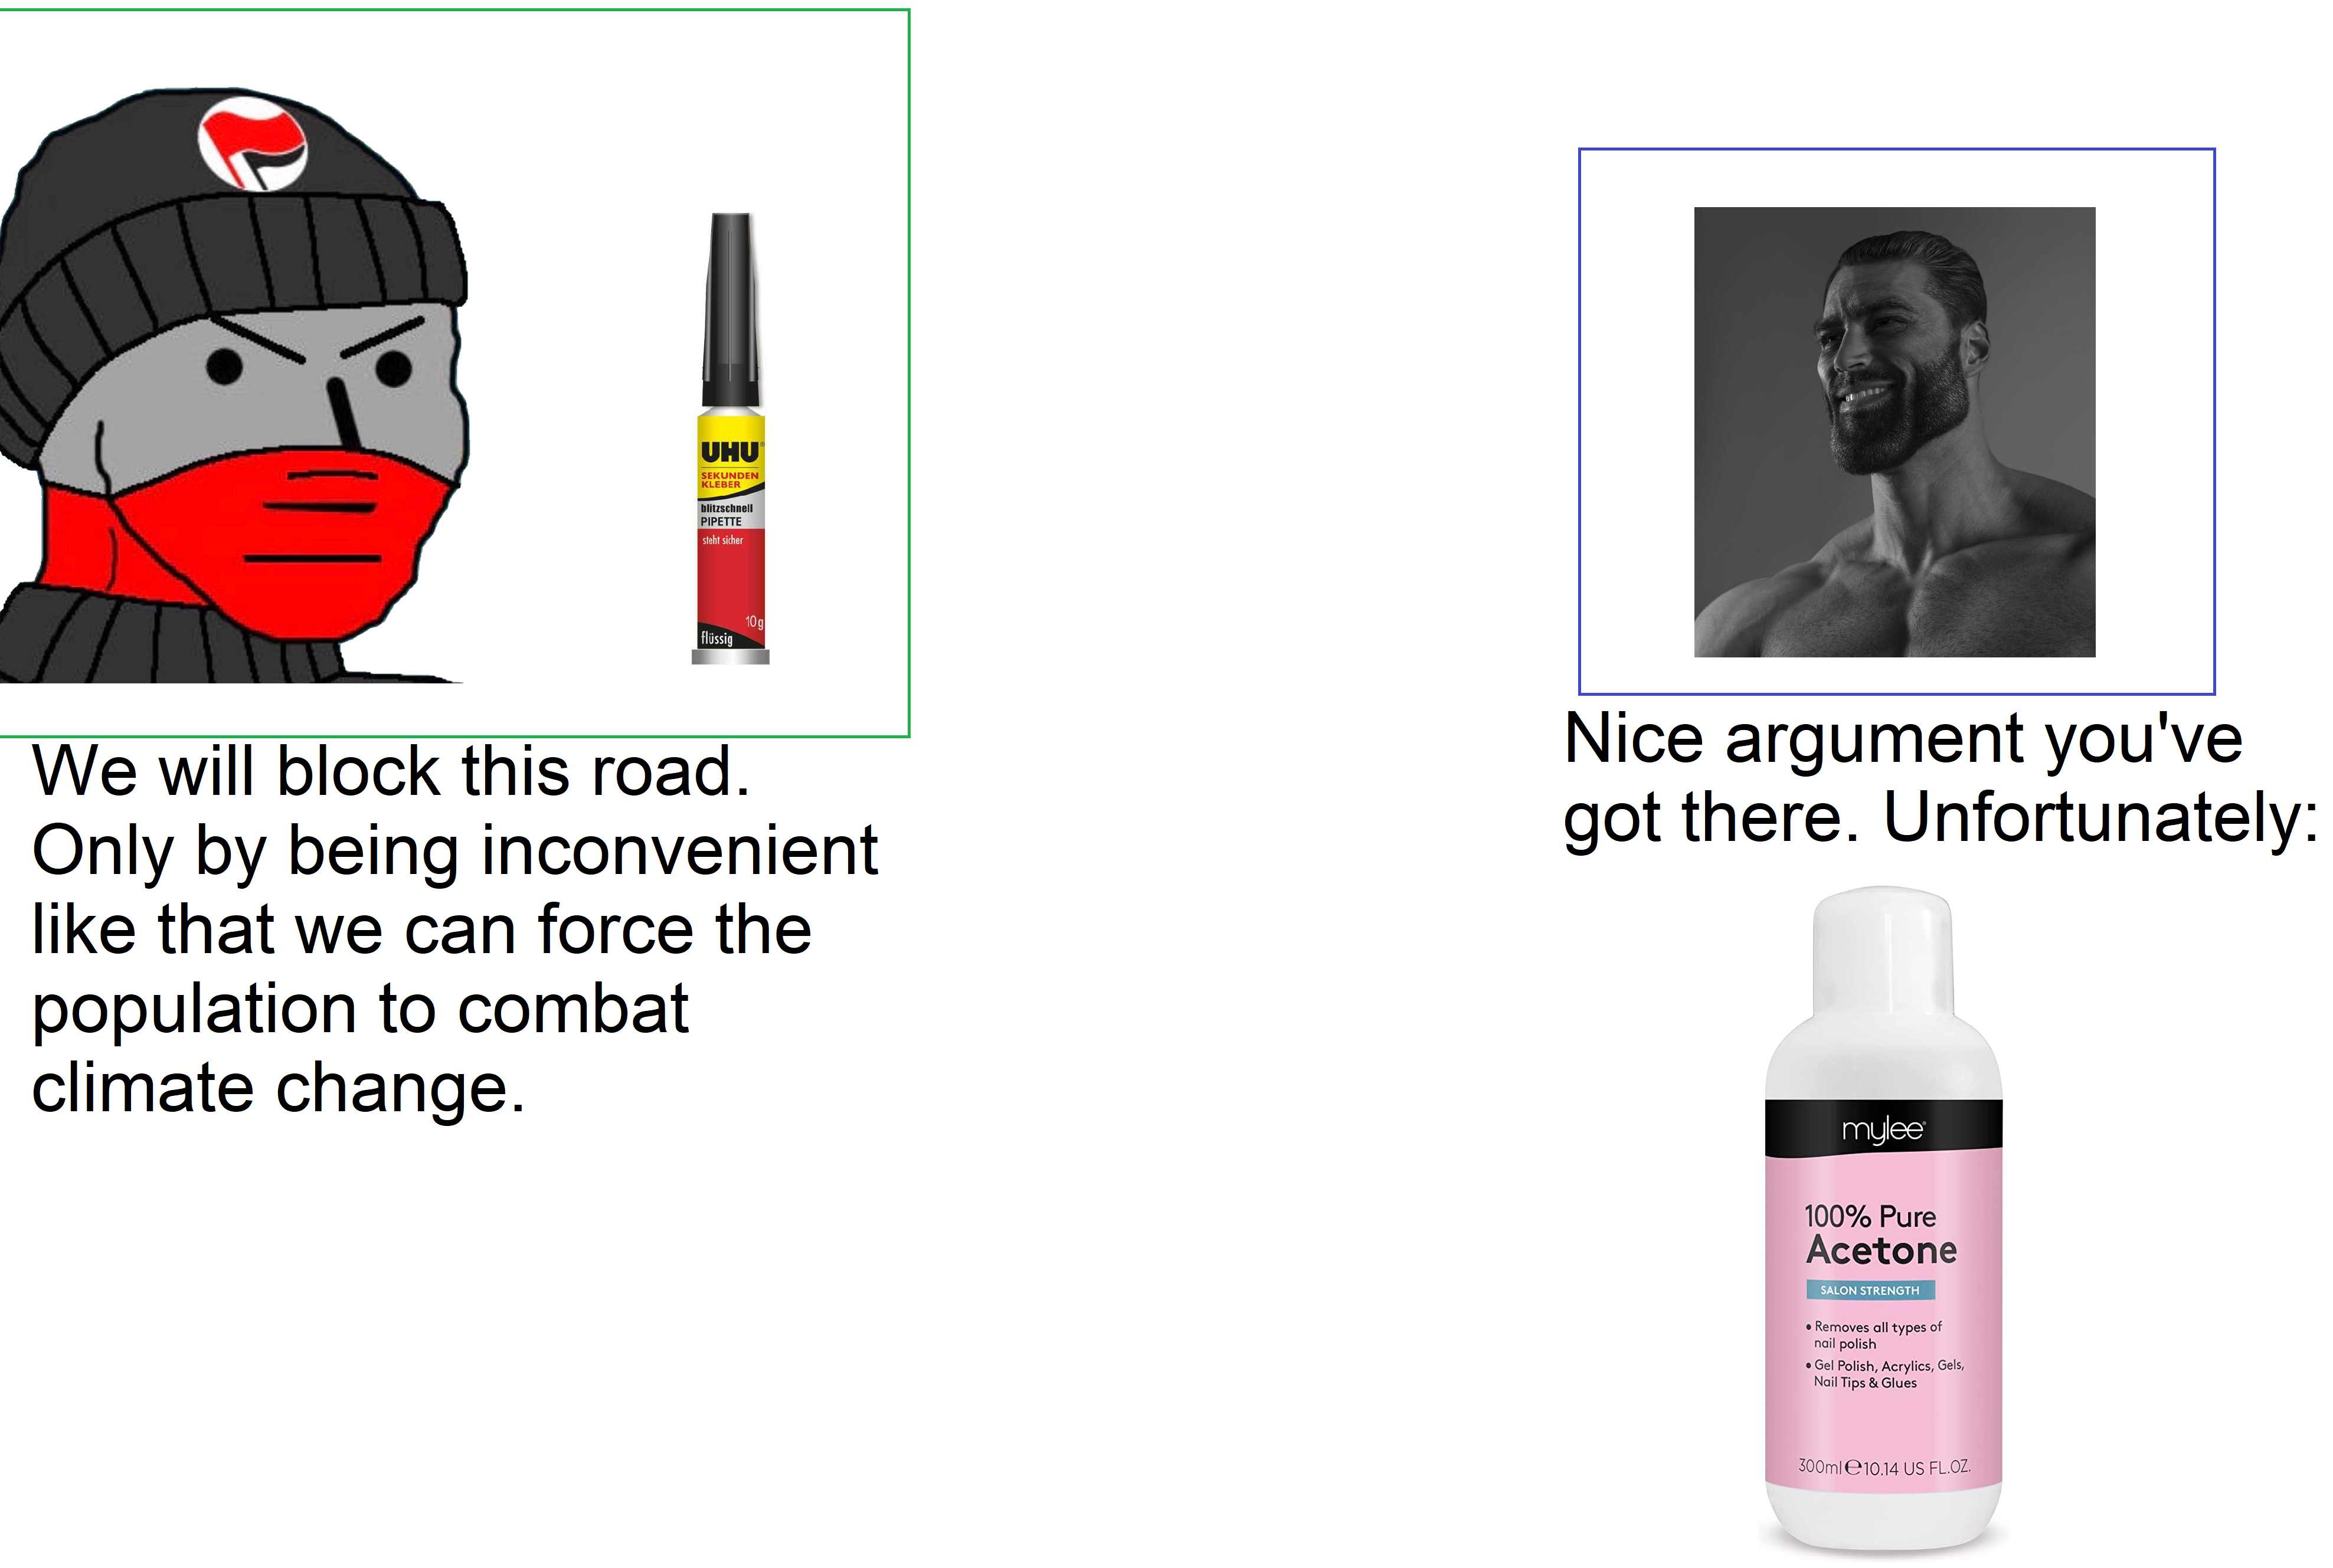 We will block this road.
Only by being inconvenient
like that we can force the
population to combat
climate change.
UHU
SEKUNDEN
KLEBER
blitzschnell
PIPETTE
steht sicher
10g
flüssig
Nice argument you've
got there. Unfortunately:
mylee
100% Pure
Acetone
SALON STRENGTH
• Removes all types of
nail polish
• Gel Polish, Acrylics, Gels,
Nail Tips & Glues
300ml ℮ 10.14 US FL.OZ.